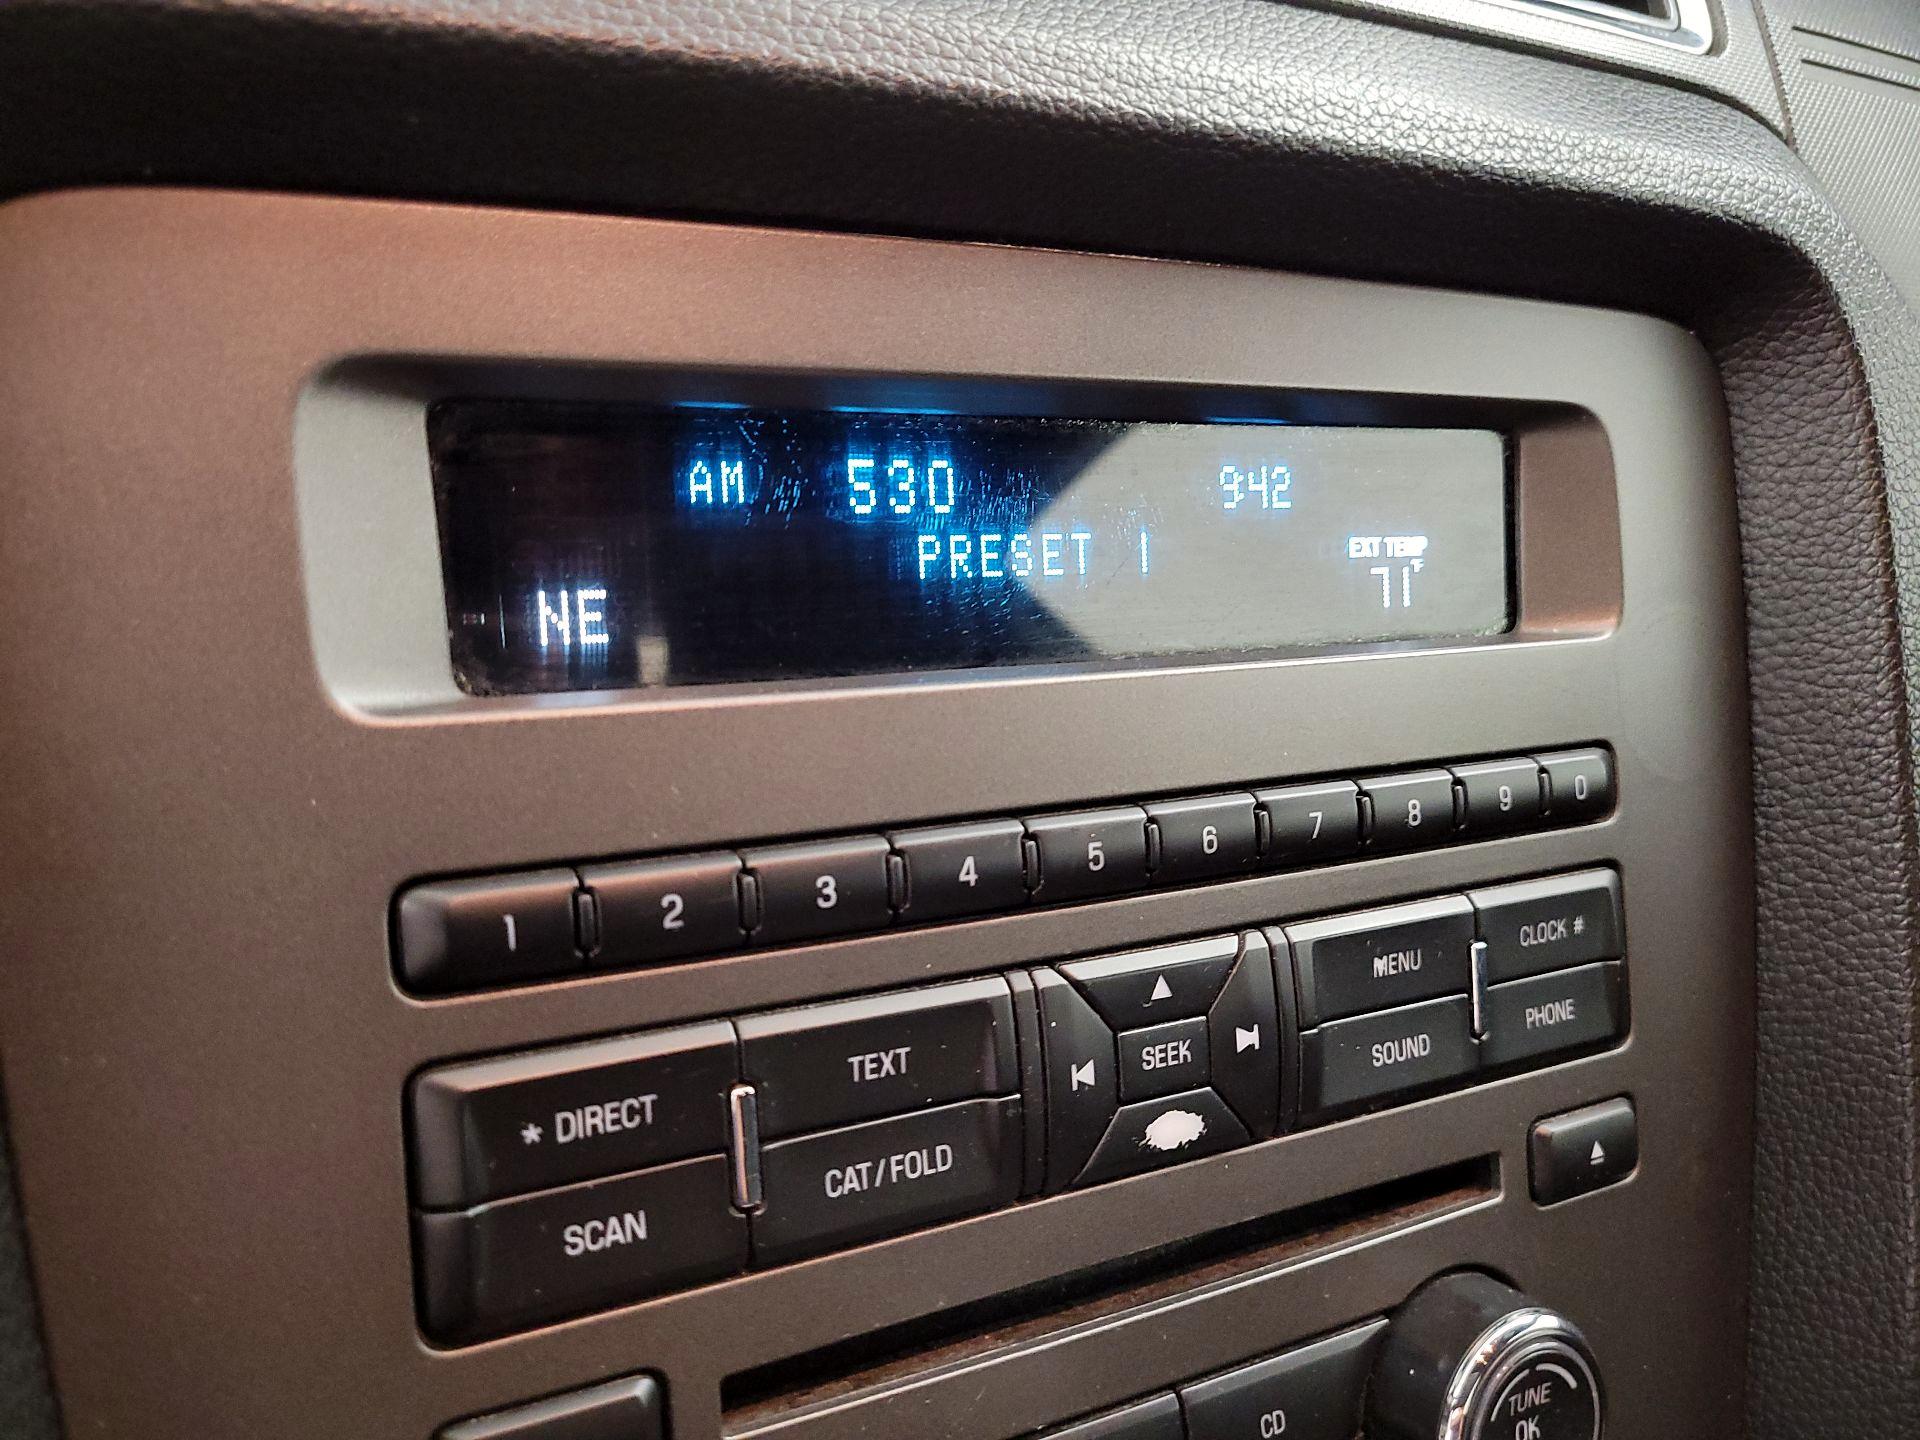 AM 530 9:42
PRESET 1
EXT TEMP
71°F
NE
1 2 3 4 5 6 7 8 9 0
MENU CLOCK #
TEXT SEEK SOUND PHONE
* DIRECT
CAT/FOLD
SCAN
TUNE
CD OK